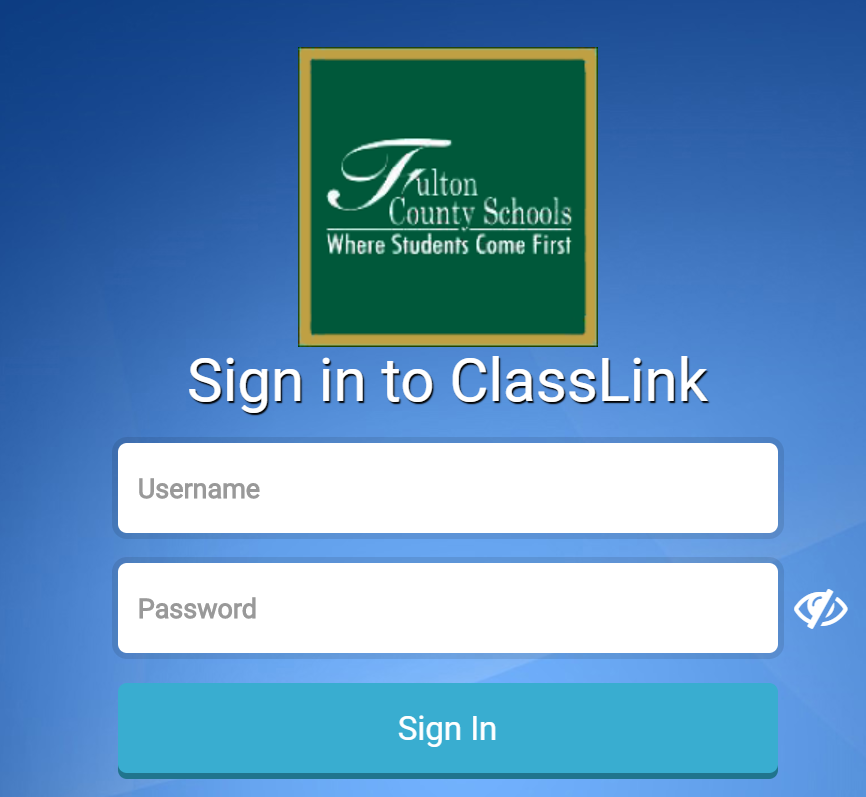 Fulton
County Schools
Where Students Come First
Sign in to ClassLink
Username
Password
Sign In